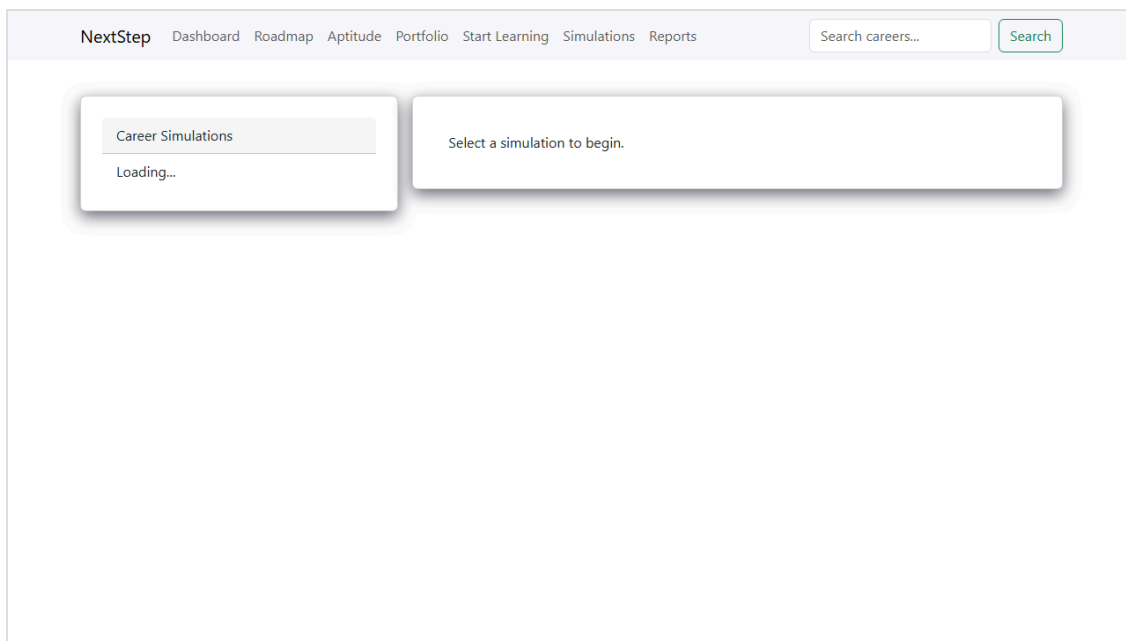 NextStep Dashboard Roadmap Aptitude Portfolio Start Learning Simulations Reports Search careers... Search
Career Simulations
Loading...
Select a simulation to begin.